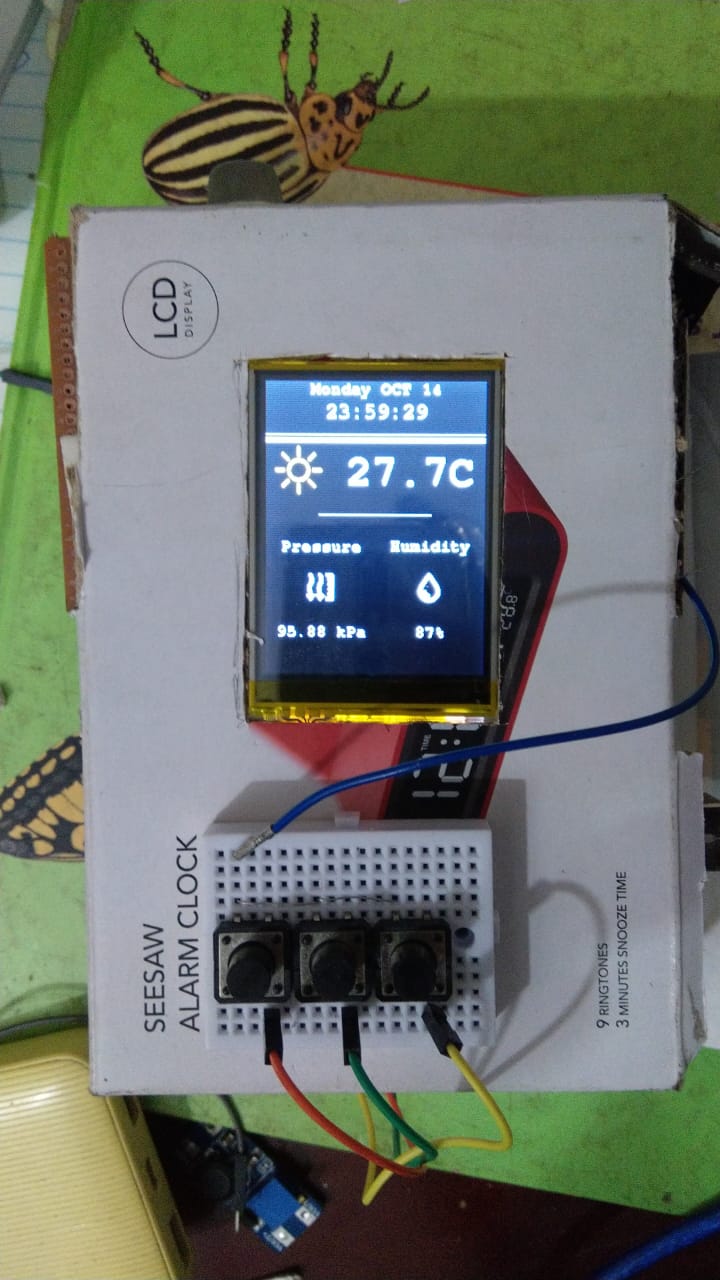 LCD
DISPLAY
Monday OCT 14
23:59:29
27.7C
Pressure Humidity
95.88 kPa 87%
TIME
SEESAW
ALARM CLOCK
9 RINGTONES
3 MINUTES SNOOZE TIME